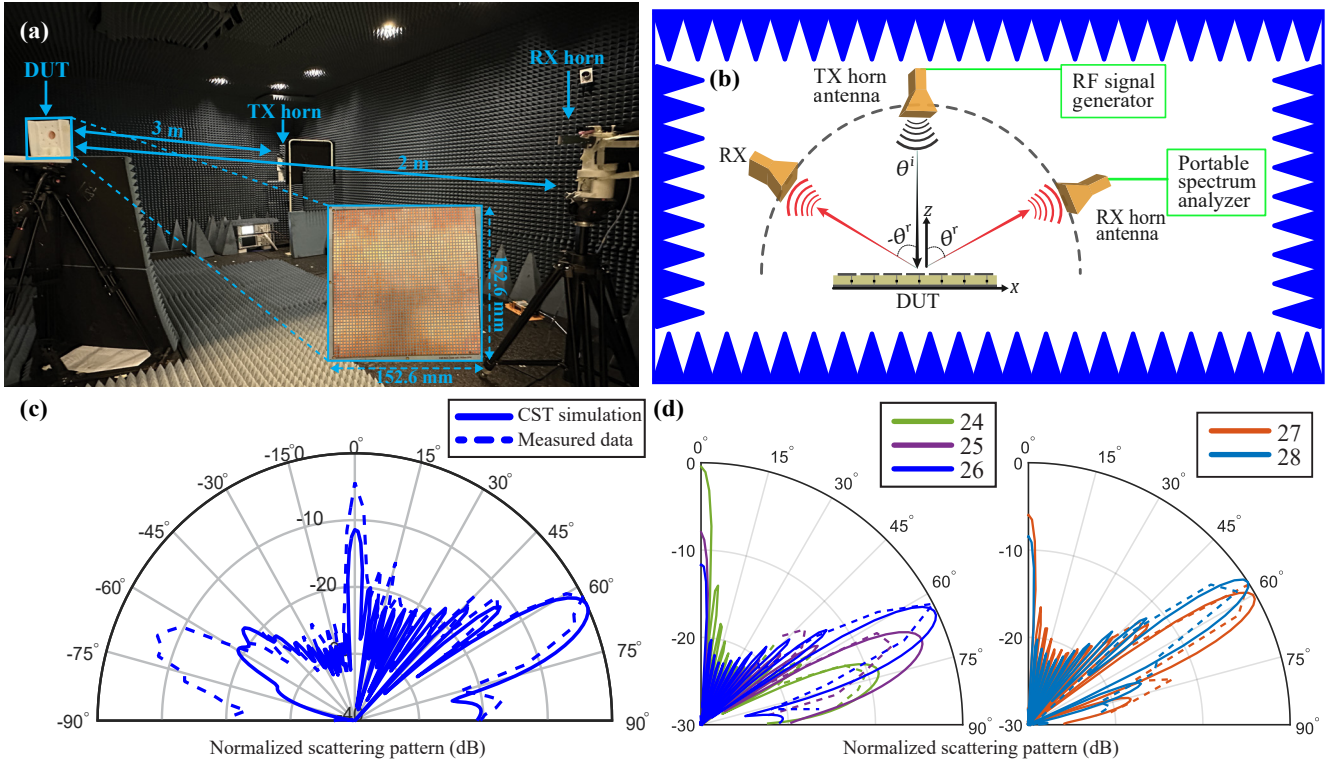 (a)
DUT
TX horn
RX horn
3 m
2 m
152.6 mm
152.6 mm
(b)
TX horn
antenna
RF signal
generator
RX
θⁱ
Portable
spectrum
analyzer
RX horn
antenna
z
-θʳ
θʳ
DUT
x
(c)
CST simulation
Measured data
-90°
-75°
-60°
-45°
-30°
-15°
0°
15°
30°
45°
60°
75°
90°
0
-10
-20
Normalized scattering pattern (dB)
(d)
24
25
26
0°
15°
30°
45°
60°
75°
90°
0
-10
-20
-30
27
28
0°
15°
30°
45°
60°
75°
90°
0
-10
-20
-30
Normalized scattering pattern (dB)